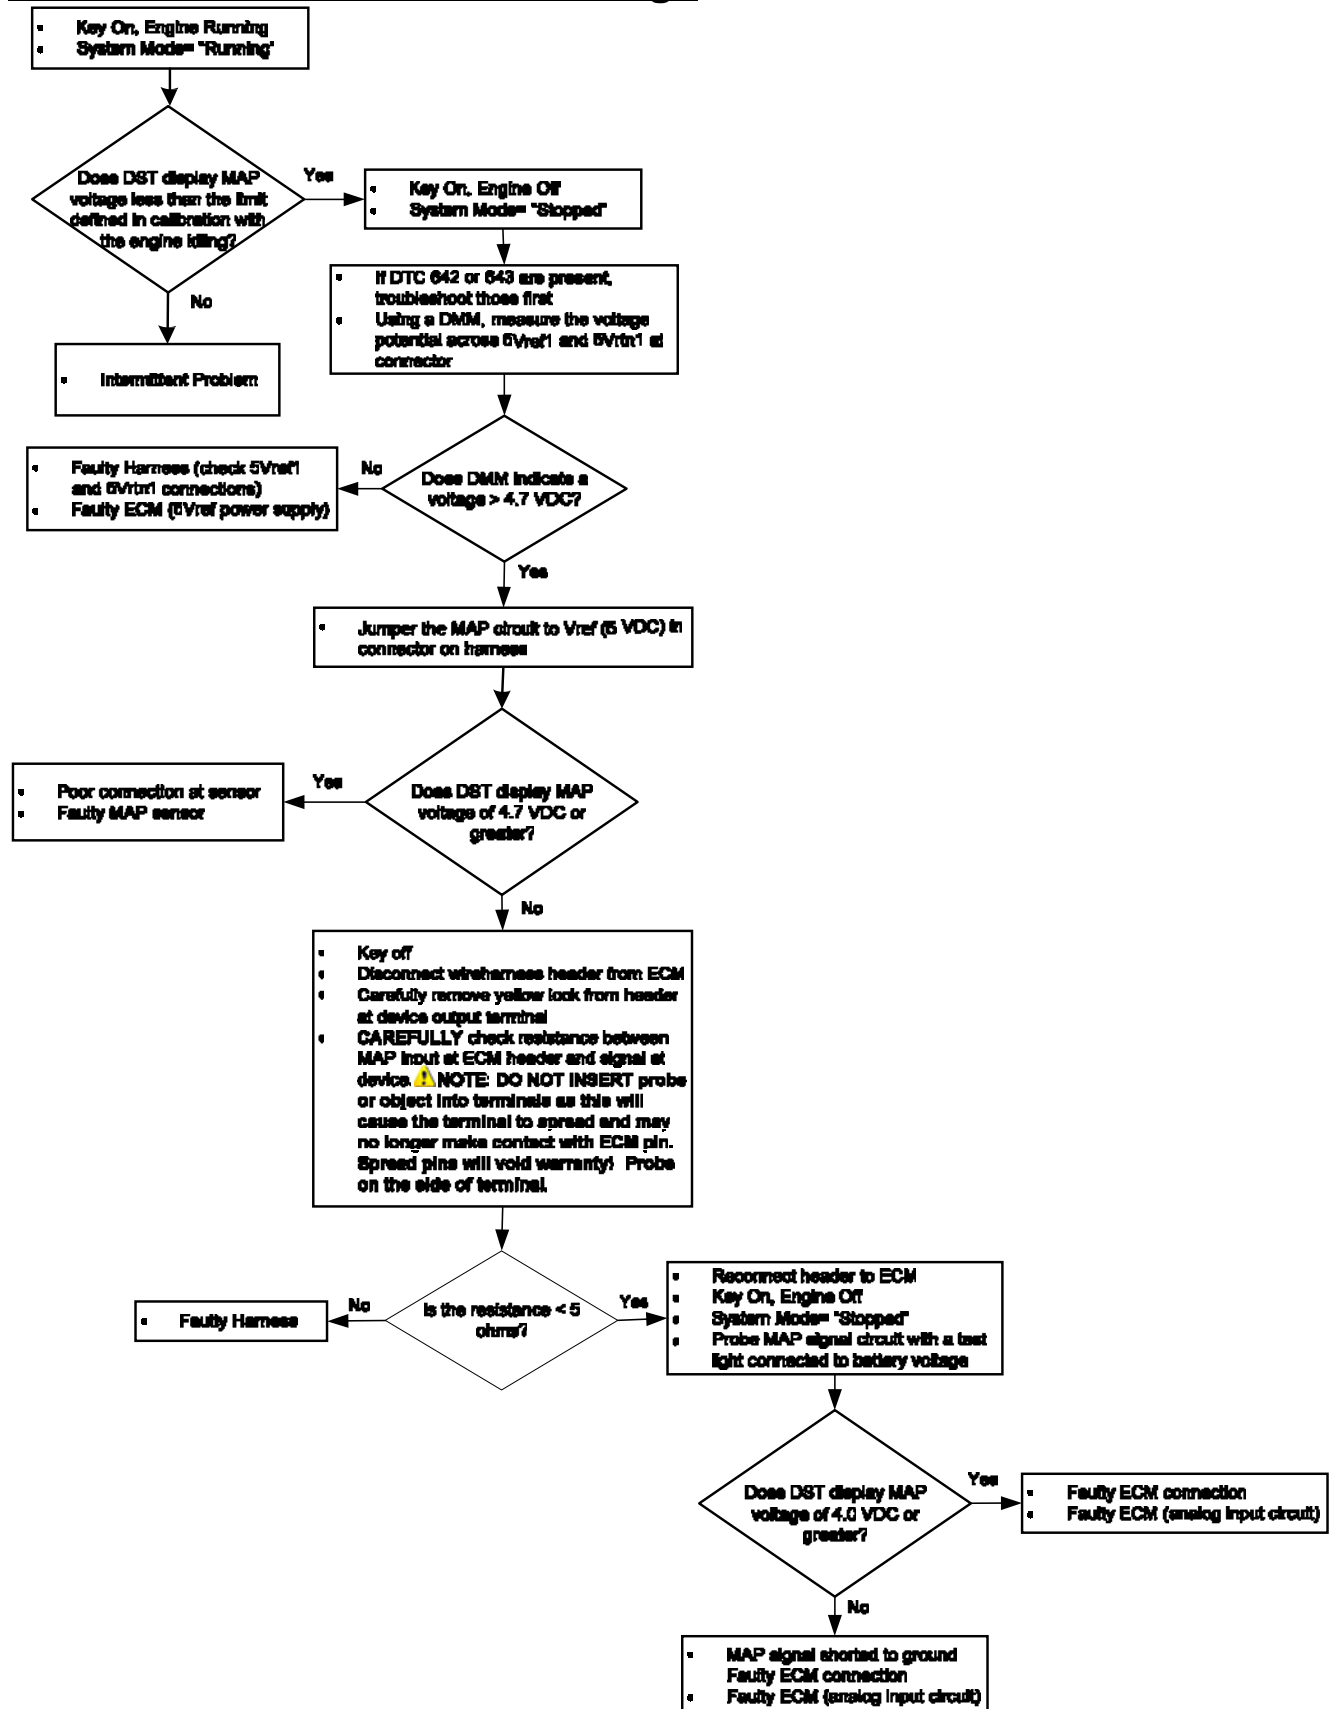 Key On, Engine Running
System Mode= "Running"
Does DST display MAP
voltage less than the limit
defined in calibration with
the engine idling?
Yes
Key On, Engine Off
System Mode= "Stopped"
If DTC 642 or 643 are present,
troubleshoot those first
Using a DMM, measure the voltage
potential across 5Vref1 and 5Vrtn1 at
connector
No
Intermittent Problem
Does DMM indicate a
voltage > 4.7 VDC?
No
Faulty Harness (check 5Vref1
and 5Vrtn1 connections)
Faulty ECM (5Vref power supply)
Yes
Jumper the MAP circuit to Vref (5 VDC) in
connector on harness
Does DST display MAP
voltage of 4.7 VDC or
greater?
Yes
Poor connection at sensor
Faulty MAP sensor
No
Key off
Disconnect wireharness header from ECM
Carefully remove yellow lock from header
at device output terminal
CAREFULLY check resistance between
MAP input at ECM header and signal at
device. NOTE: DO NOT INSERT probe
or object into terminals as this will
cause the terminal to spread and may
no longer make contact with ECM pin.
Spread pins will void warranty! Probe
on the side of terminal.
Is the resistance < 5
ohms?
No
Faulty Harness
Yes
Reconnect header to ECM
Key On, Engine Off
System Mode= "Stopped"
Probe MAP signal circuit with a test
light connected to battery voltage
Does DST display MAP
voltage of 4.0 VDC or
greater?
Yes
Faulty ECM connection
Faulty ECM (analog input circuit)
No
MAP signal shorted to ground
Faulty ECM connection
Faulty ECM (analog input circuit)